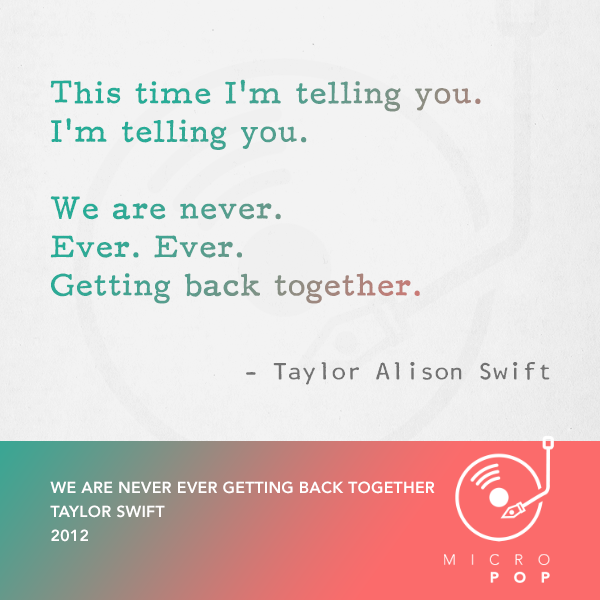 This time I'm telling you.
I'm telling you.
We are never.
Ever. Ever.
Getting back together.
- Taylor Alison Swift
WE ARE NEVER EVER GETTING BACK TOGETHER
TAYLOR SWIFT
2012
MICRO
POP